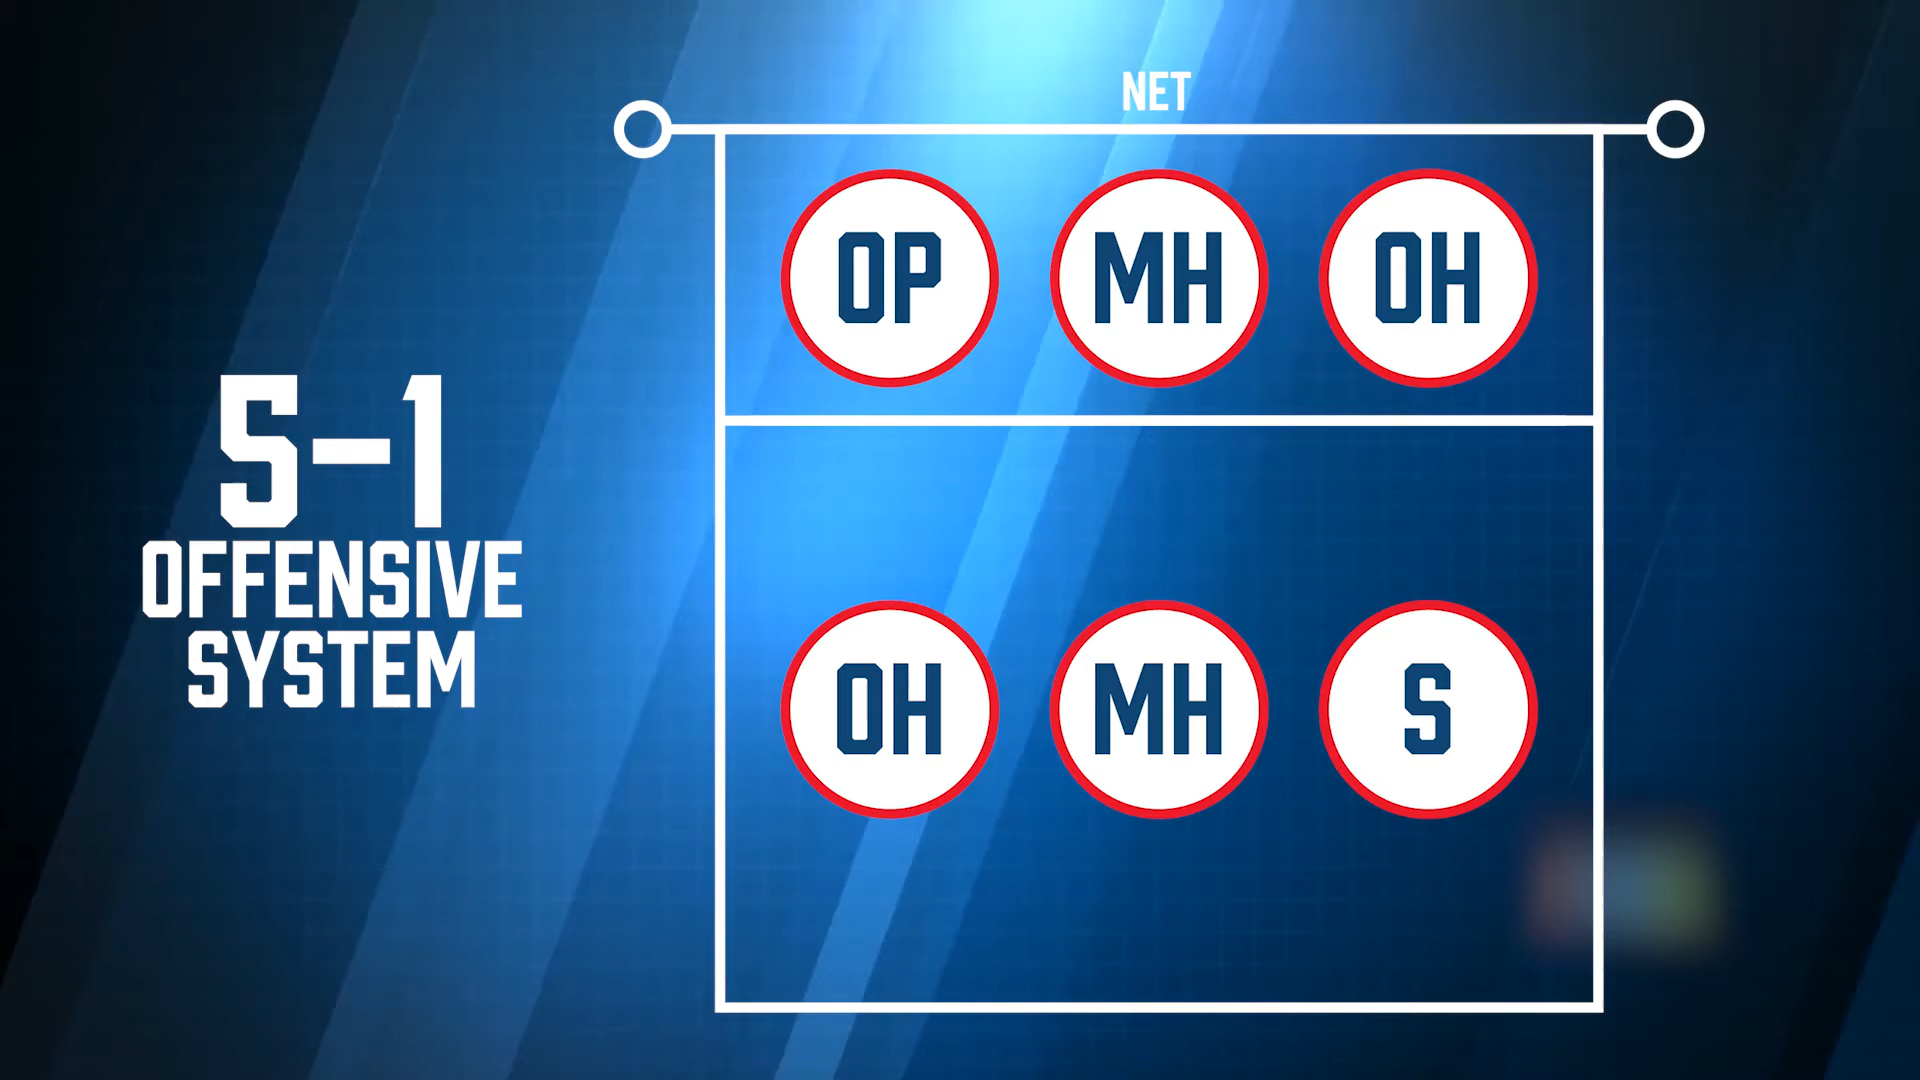 NET
OP MH OH
5-1
OFFENSIVE
SYSTEM
OH MH S